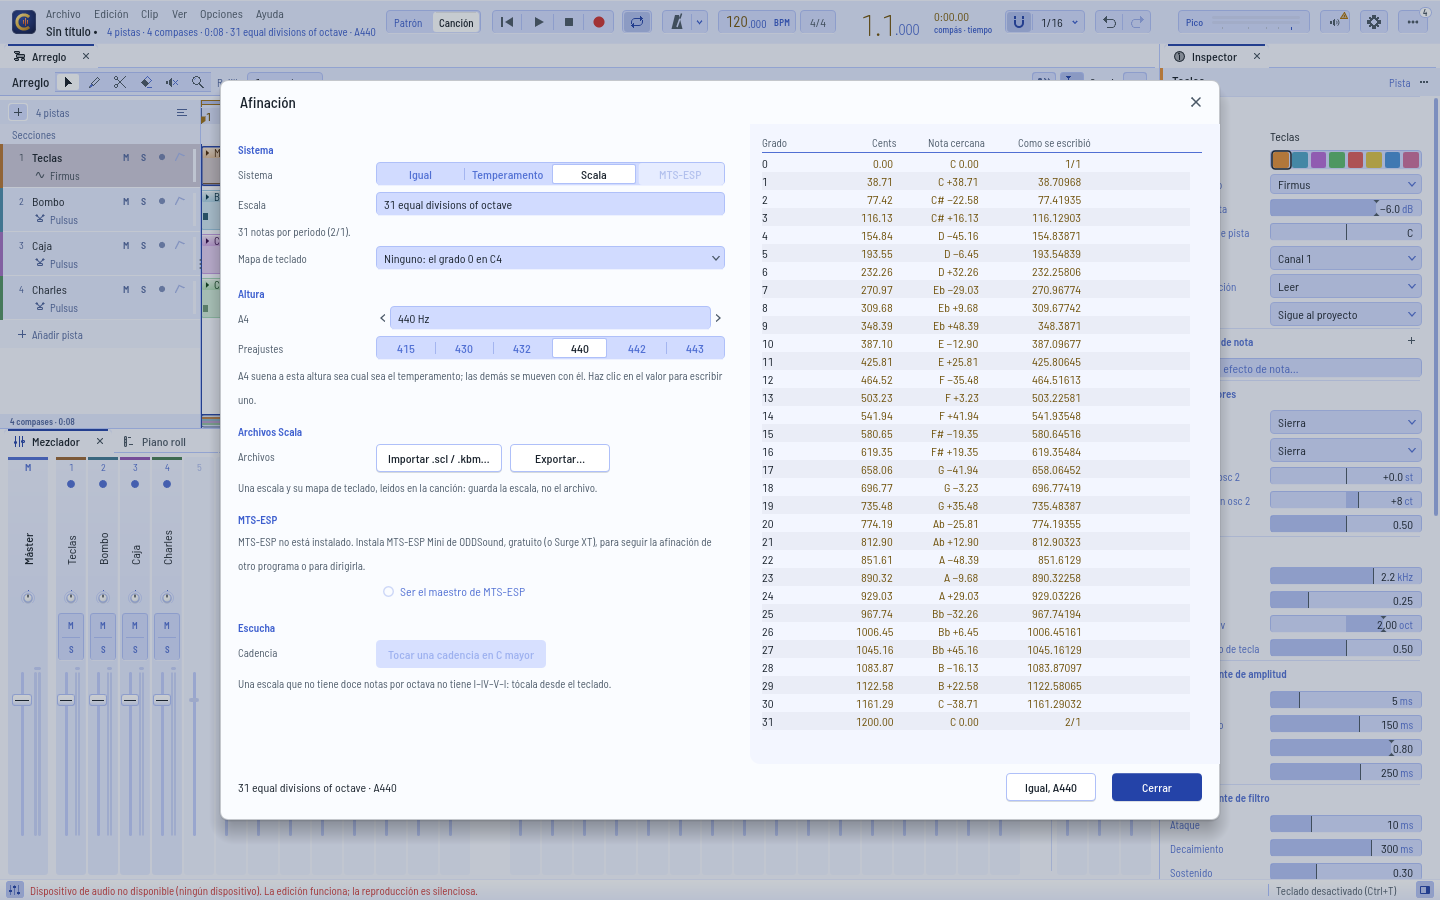 Archivo Edición Clip Ver Opciones Ayuda
Sin título • 4 pistas · 4 compases · 0:08 · 31 equal divisions of octave · A440
Patrón Canción
120.000 BPM 4/4
1.1.000
0:00.00
compás · tiempo
1/16
Pico
4
Arreglo
Inspector
Arreglo
Pista
4 pistas
Secciones
1 Teclas M S
Firmus
2 Bombo M S
Pulsus
3 Caja M S
Pulsus
4 Charles M S
Pulsus
Añadir pista
4 compases · 0:08
Mezclador
Piano roll
M 1 2 3 4 5
Máster Teclas Bombo Caja Charles
M M M M
S S S S
Afinación
Sistema
Sistema Igual Temperamento Scala MTS-ESP
Escala 31 equal divisions of octave
31 notas por periodo (2/1).
Mapa de teclado Ninguno: el grado 0 en C4
Altura
A4 440 Hz
Preajustes 415 430 432 440 442 443
A4 suena a esta altura sea cual sea el temperamento; las demás se mueven con él. Haz clic en el valor para escribir
uno.
Archivos Scala
Archivos Importar .scl / .kbm... Exportar...
Una escala y su mapa de teclado, leídos en la canción: guarda la escala, no el archivo.
MTS-ESP
MTS-ESP no está instalado. Instala MTS-ESP Mini de ODDSound, gratuito (o Surge XT), para seguir la afinación de
otro programa o para dirigirla.
Ser el maestro de MTS-ESP
Escucha
Cadencia Tocar una cadencia en C mayor
Una escala que no tiene doce notas por octava no tiene I–IV–V–I: tócala desde el teclado.
Grado Cents Nota cercana Como se escribió
0 0.00 C 0.00 1/1
1 38.71 C +38.71 38.70968
2 77.42 C# −22.58 77.41935
3 116.13 C# +16.13 116.12903
4 154.84 D −45.16 154.83871
5 193.55 D −6.45 193.54839
6 232.26 D +32.26 232.25806
7 270.97 Eb −29.03 270.96774
8 309.68 Eb +9.68 309.67742
9 348.39 Eb +48.39 348.3871
10 387.10 E −12.90 387.09677
11 425.81 E +25.81 425.80645
12 464.52 F −35.48 464.51613
13 503.23 F +3.23 503.22581
14 541.94 F +41.94 541.93548
15 580.65 F# −19.35 580.64516
16 619.35 F# +19.35 619.35484
17 658.06 G −41.94 658.06452
18 696.77 G −3.23 696.77419
19 735.48 G +35.48 735.48387
20 774.19 Ab −25.81 774.19355
21 812.90 Ab +12.90 812.90323
22 851.61 A −48.39 851.6129
23 890.32 A −9.68 890.32258
24 929.03 A +29.03 929.03226
25 967.74 Bb −32.26 967.74194
26 1006.45 Bb +6.45 1006.45161
27 1045.16 Bb +45.16 1045.16129
28 1083.87 B −16.13 1083.87097
29 1122.58 B +22.58 1122.58065
30 1161.29 C −38.71 1161.29032
31 1200.00 C 0.00 2/1
31 equal divisions of octave · A440
Igual, A440 Cerrar
Teclas
Firmus
−6.0 dB
e pista C
Canal 1
Leer
Sigue al proyecto
de nota
efecto de nota...
Sierra
Sierra
osc 2 +0.0 st
n osc 2 +8 ct
0.50
2.2 kHz
0.25
2.00 oct
o de tecla 0.50
nte de amplitud
5 ms
150 ms
0.80
250 ms
nte de filtro
Ataque 10 ms
Decaimiento 300 ms
Sostenido 0.30
Dispositivo de audio no disponible (ningún dispositivo). La edición funciona; la reproducción es silenciosa.
Teclado desactivado (Ctrl+T)